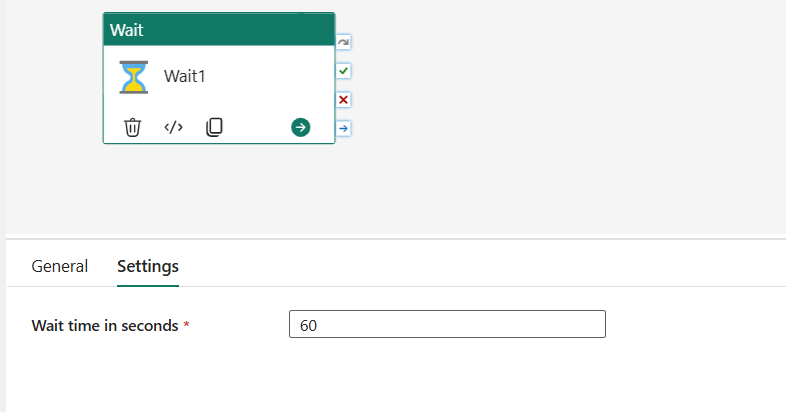 Wait
Wait1
</>
General Settings
Wait time in seconds *
60